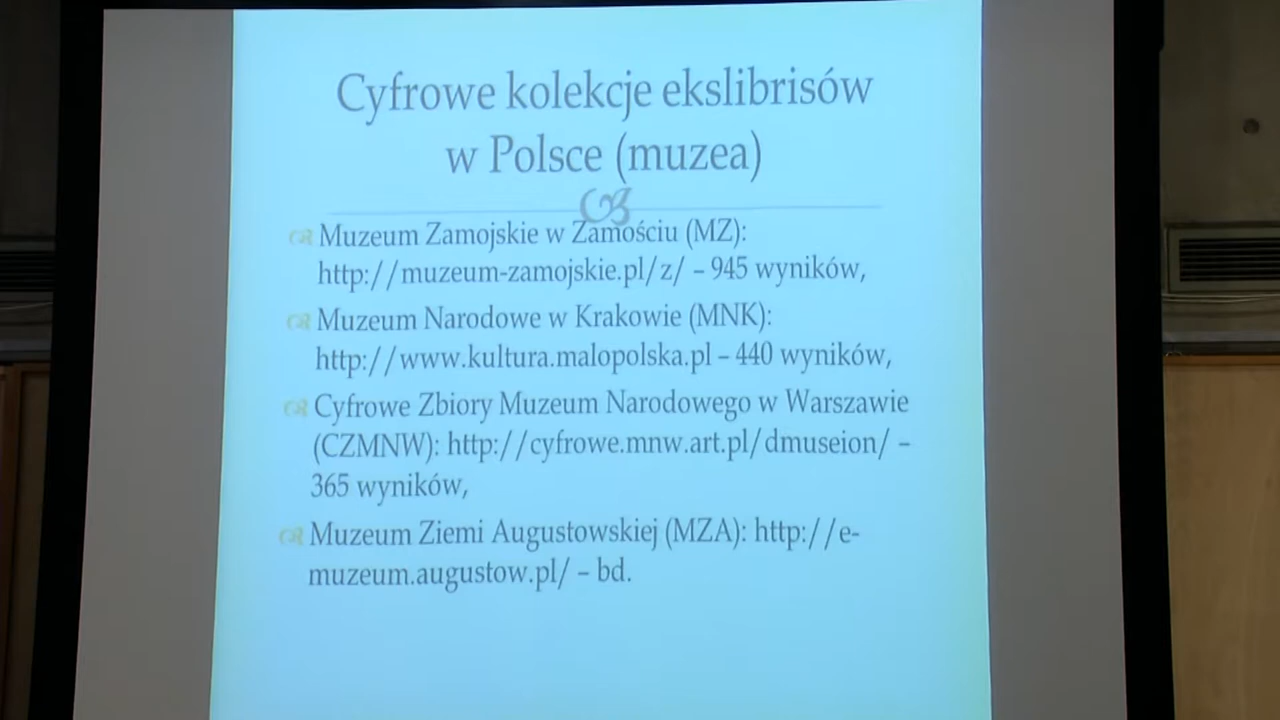 Cyfrowe kolekcje ekslibrisów
w Polsce (muzea)
Muzeum Zamojskie w Zamościu (MZ):
http://muzeum-zamojskie.pl/z/ – 945 wyników,
Muzeum Narodowe w Krakowie (MNK):
http://www.kultura.malopolska.pl – 440 wyników,
Cyfrowe Zbiory Muzeum Narodowego w Warszawie
(CZMNW): http://cyfrowe.mnw.art.pl/dmuseion/ –
365 wyników,
Muzeum Ziemi Augustowskiej (MZA): http://e-
muzeum.augustow.pl/ – bd.